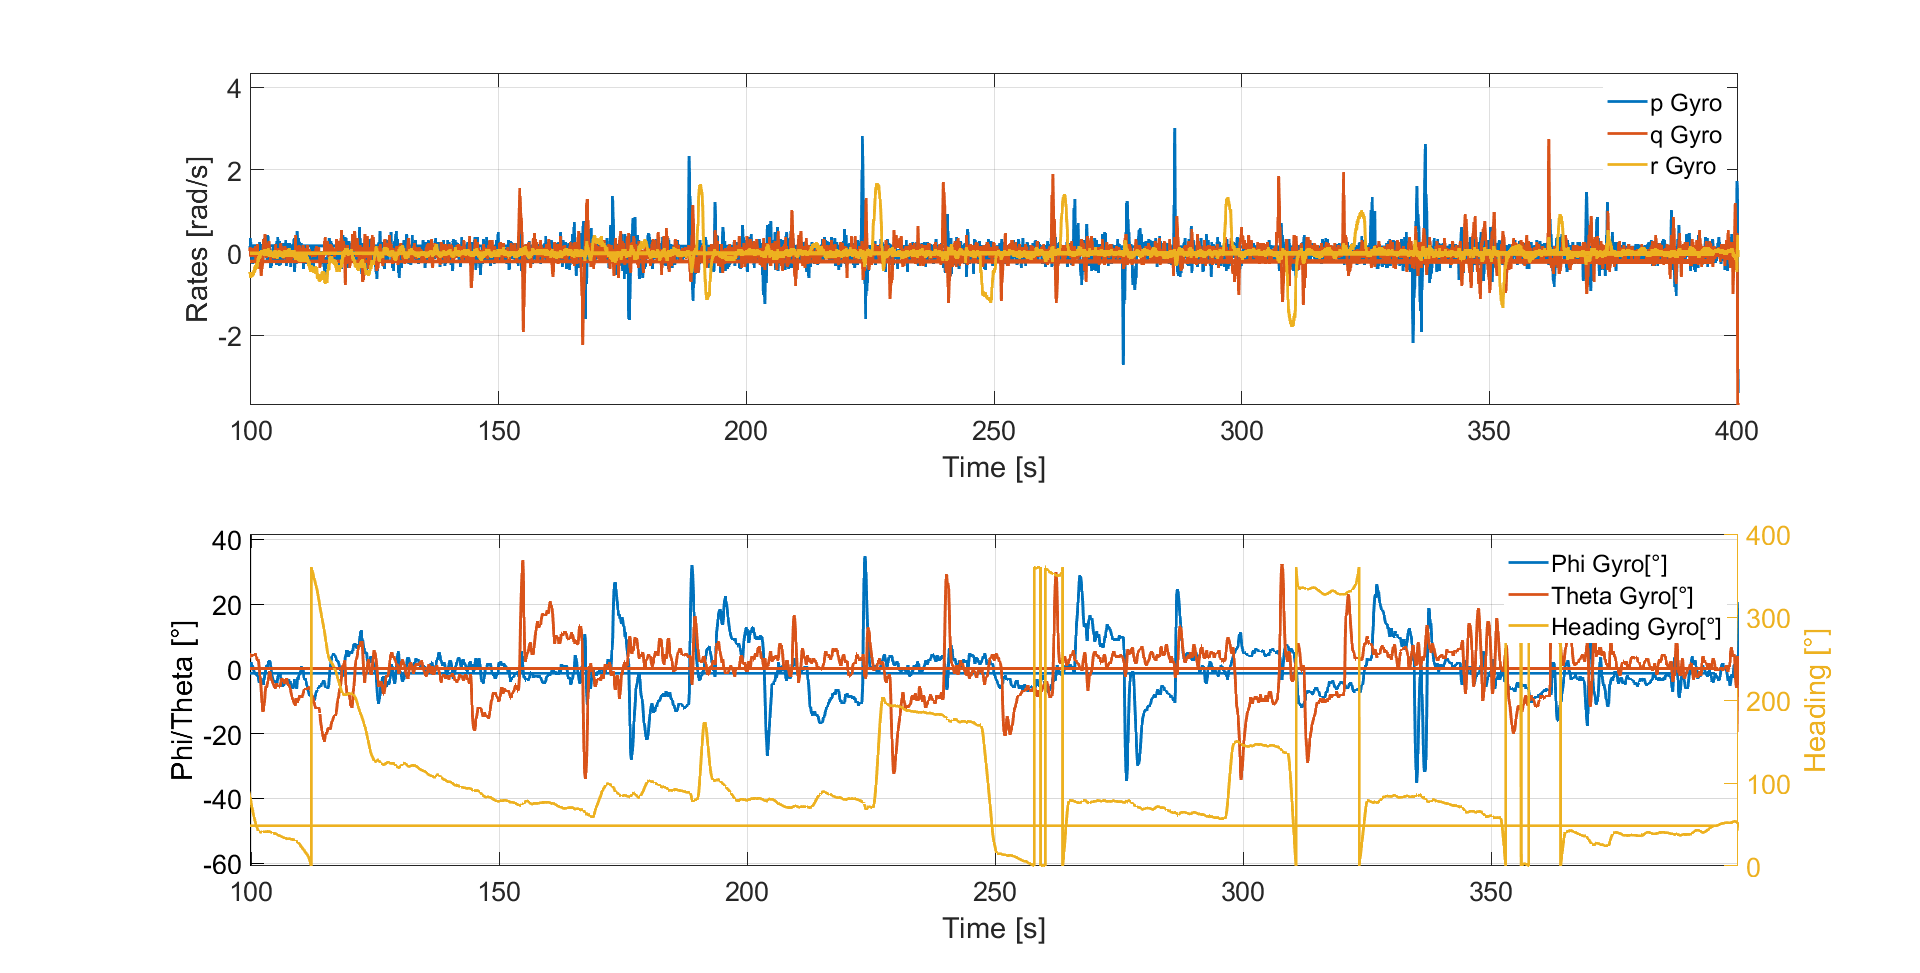 4
2
0
-2
Rates [rad/s]
p Gyro
q Gyro
r Gyro
100 150 200 250 300 350 400
Time [s]
40
20
0
-20
-40
-60
Phi/Theta [°]
Phi Gyro[°]
Theta Gyro[°]
Heading Gyro[°]
400
300
200
100
0
Heading [°]
100 150 200 250 300 350
Time [s]